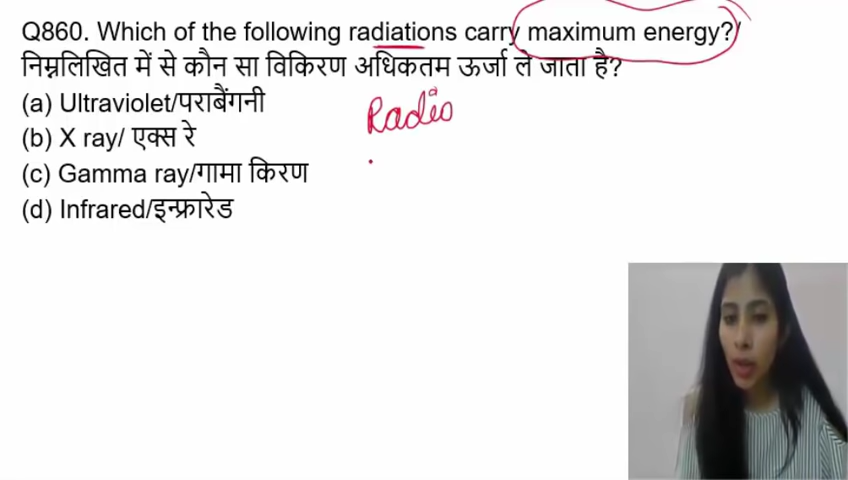 Q860. Which of the following radiations carry maximum energy?/
निम्नलिखित में से कौन सा विकिरण अधिकतम ऊर्जा ले जाता है?
(a) Ultraviolet/पराबैंगनी
(b) X ray/ एक्स रे
Radio
(c) Gamma ray/गामा किरण
(d) Infrared/इन्फ्रारेड